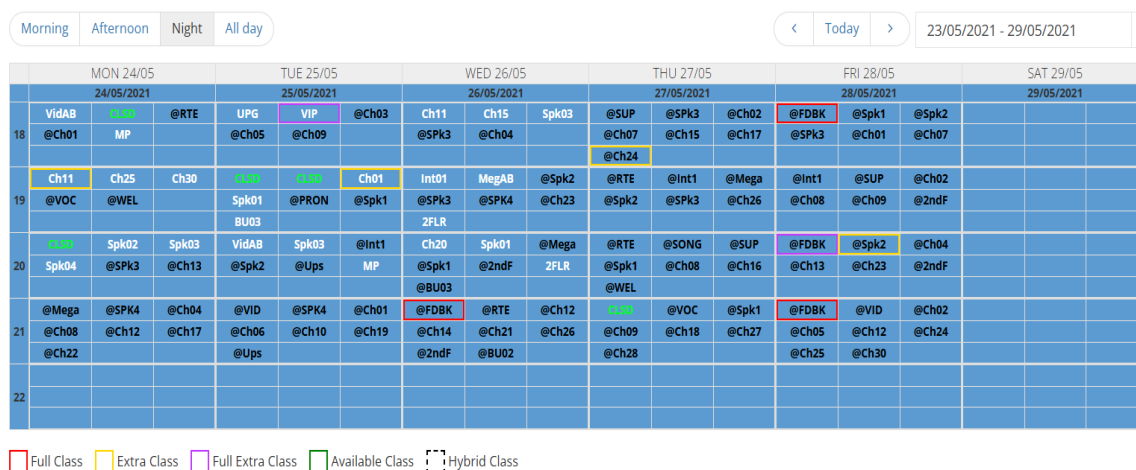 Morning Afternoon Night All day < Today > 23/05/2021 - 29/05/2021
MON 24/05 TUE 25/05 WED 26/05 THU 27/05 FRI 28/05 SAT 29/05
24/05/2021 25/05/2021 26/05/2021 27/05/2021 28/05/2021 29/05/2021
VidAB CLSD @RTE UPG VIP @Ch03 Ch11 Ch15 Spk03 @SUP @SPk3 @Ch02 @FDBK @Spk1 @Spk2
18 @Ch01 MP @Ch05 @Ch09 @SPk3 @Ch04 @Ch07 @Ch15 @Ch17 @SPk3 @Ch01 @Ch07
@Ch24
Ch11 Ch25 Ch30 CLSD CLSD Ch01 Int01 MegAB @Spk2 @RTE @Int1 @Mega @Int1 @SUP @Ch02
19 @VOC @WEL Spk01 @PRON @Spk1 @SPk3 @SPK4 @Ch23 @Spk2 @SPk3 @Ch26 @Ch08 @Ch09 @2ndF
BU03 2FLR
CLSD Spk02 Spk03 VidAB Spk03 @Int1 Ch20 Spk01 @Mega @RTE @SONG @SUP @FDBK @Spk2 @Ch04
20 Spk04 @SPk3 @Ch13 @Spk2 @Ups MP @Spk1 @2ndF 2FLR @Spk1 @Ch08 @Ch16 @Ch13 @Ch23 @2ndF
@BU03 @WEL
@Mega @SPK4 @Ch04 @VID @SPK4 @Ch01 @FDBK @RTE @Ch12 CLSD @VOC @Spk1 @FDBK @VID @Ch02
21 @Ch08 @Ch12 @Ch17 @Ch06 @Ch10 @Ch19 @Ch14 @Ch21 @Ch26 @Ch09 @Ch18 @Ch27 @Ch05 @Ch12 @Ch24
@Ch22 @Ups @2ndF @BU02 @Ch28 @Ch25 @Ch30
22
Full Class Extra Class Full Extra Class Available Class Hybrid Class